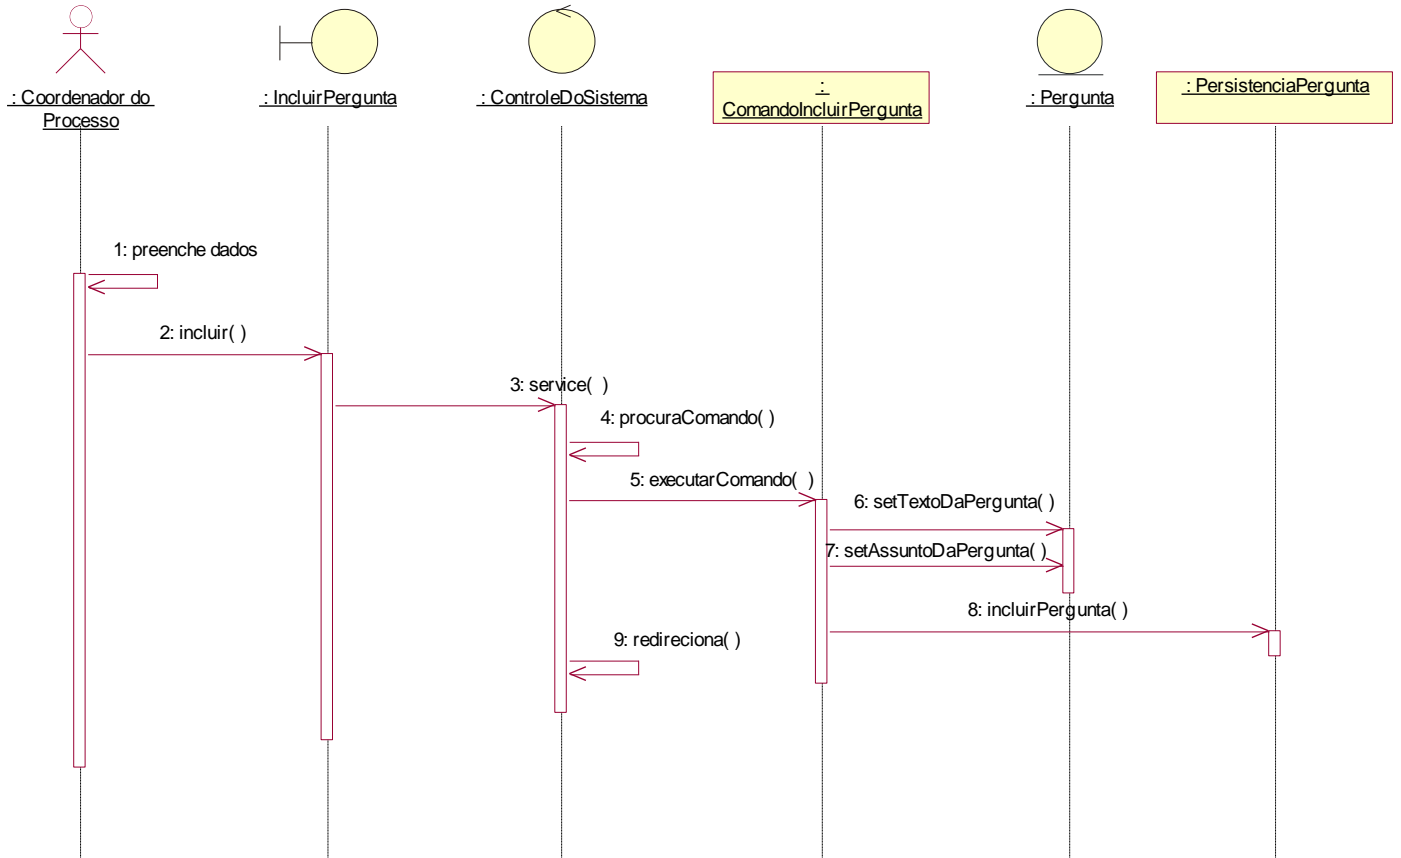 : Coordenador do
Processo
: IncluirPergunta
: ControleDoSistema
:
ComandoIncluirPergunta
: Pergunta
: PersistenciaPergunta
1: preenche dados
2: incluir( )
3: service( )
4: procuraComando( )
5: executarComando( )
6: setTextoDaPergunta( )
7: setAssuntoDaPergunta( )
8: incluirPergunta( )
9: redireciona( )